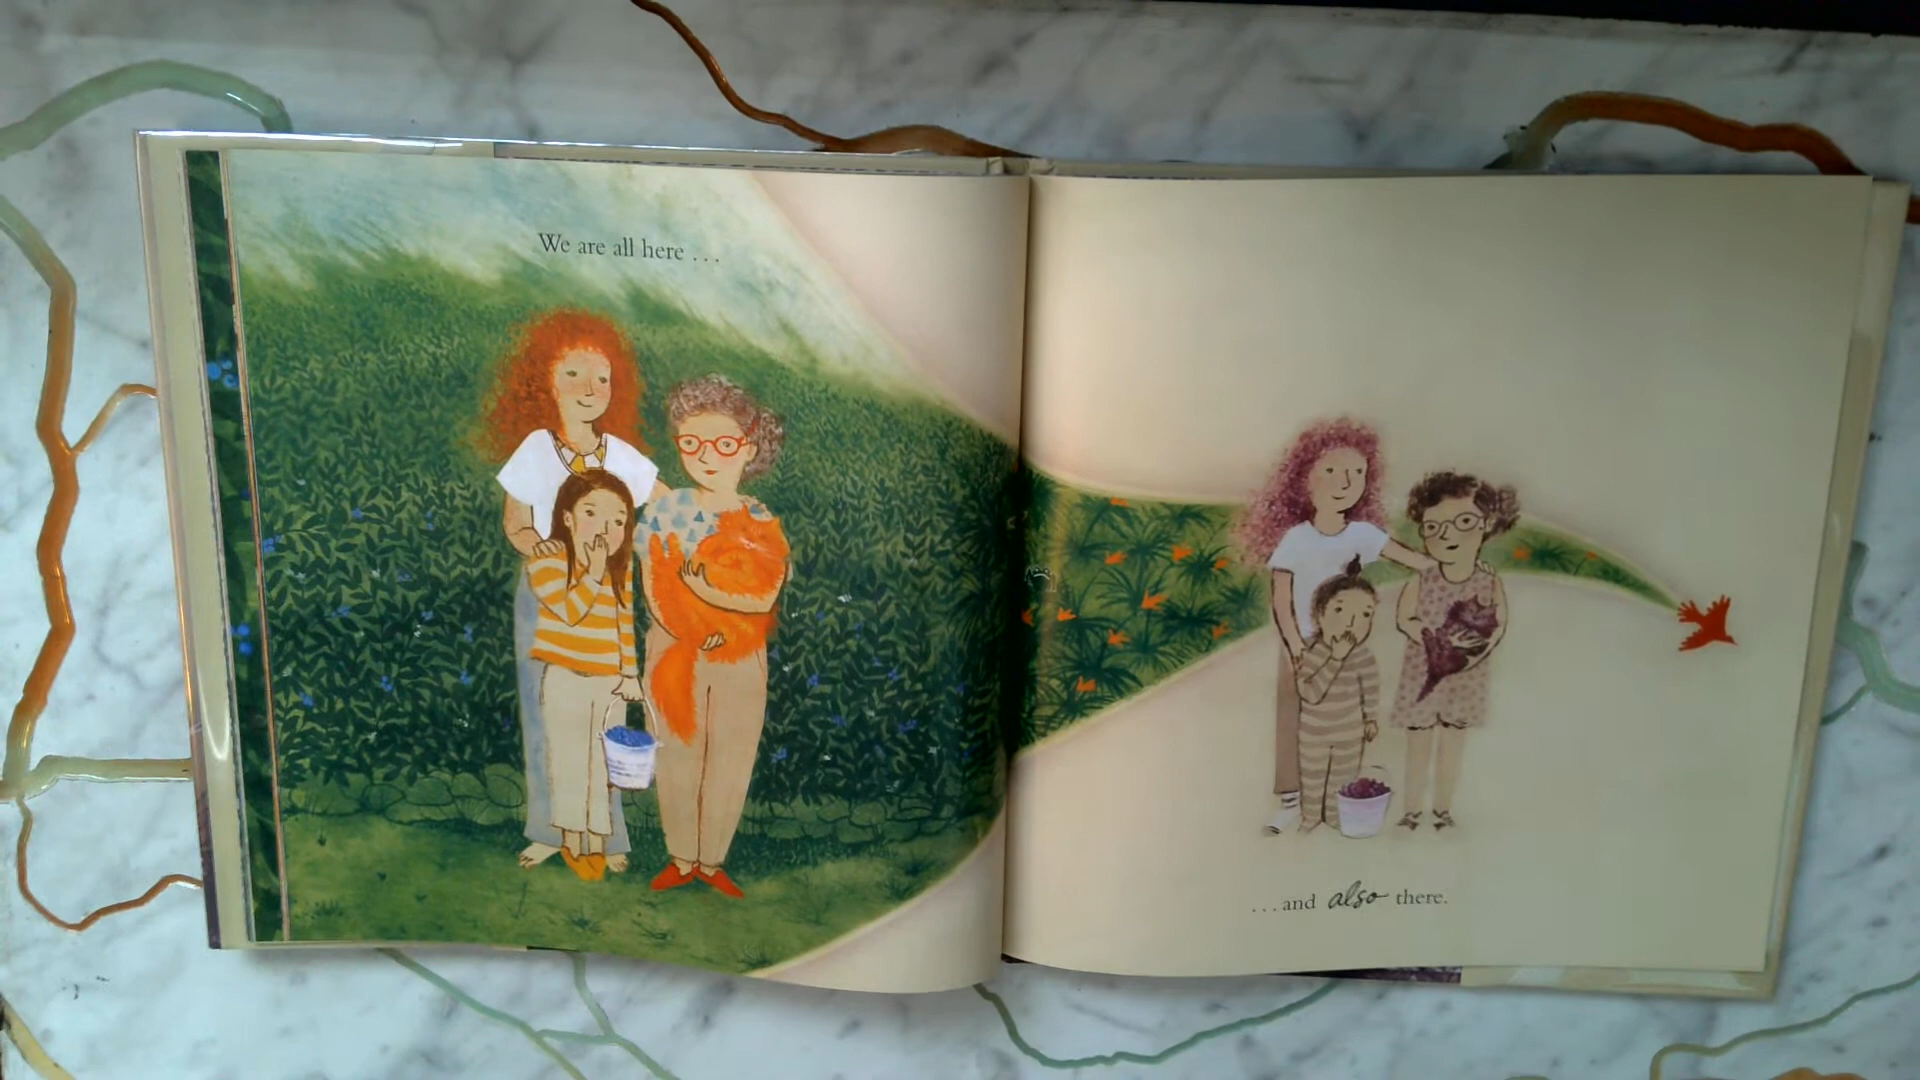 We are all here . . .
. . . and also there.